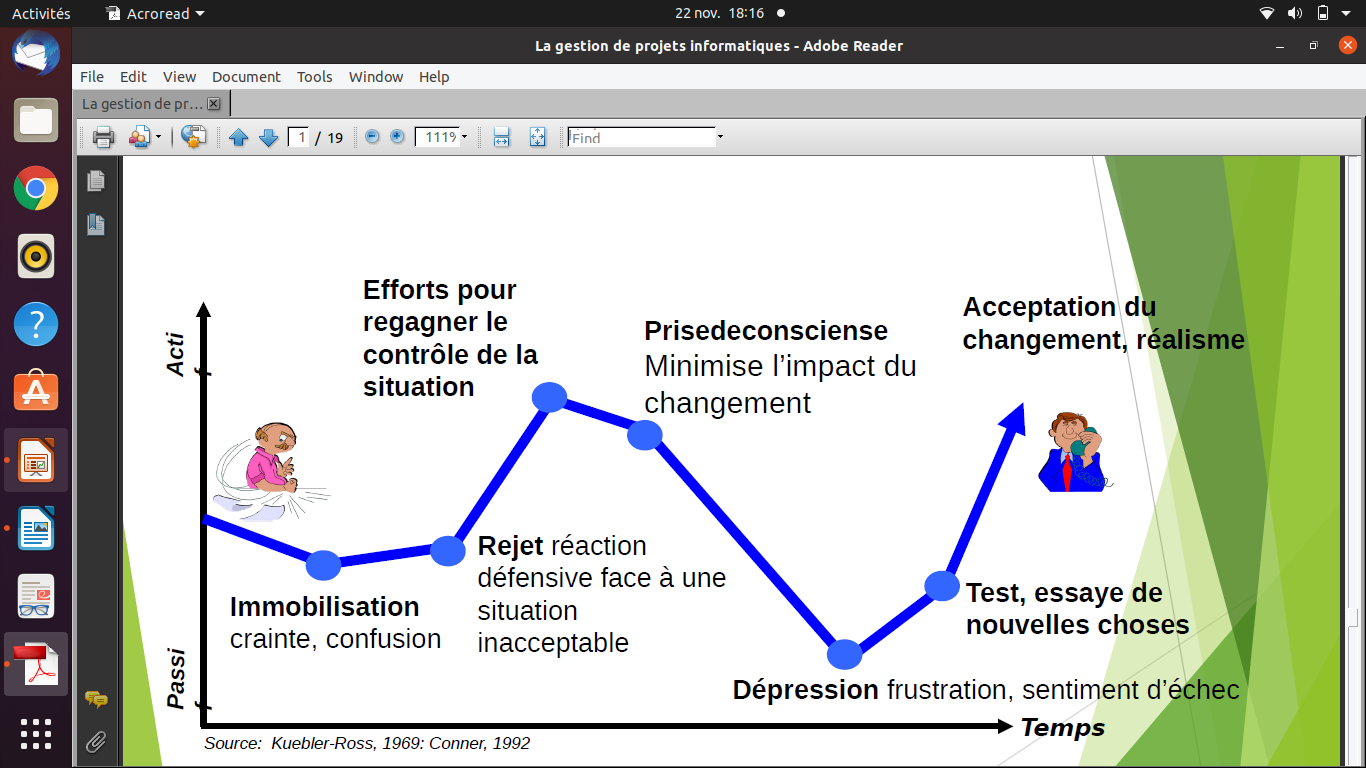 Activités
Acroread
22 nov. 18:16
La gestion de projets informatiques - Adobe Reader
File Edit View Document Tools Window Help
La gestion de pr...
1 / 19
111%
Find
Efforts pour
regagner le
contrôle de la
situation
Prisedeconsciense
Minimise l’impact du
changement
Acceptation du
changement, réalisme
Acti
f
Immobilisation
crainte, confusion
Rejet réaction
défensive face à une
situation
inacceptable
Test, essaye de
nouvelles choses
Dépression frustration, sentiment d’échec
Passi
f
Temps
Source: Kuebler-Ross, 1969: Conner, 1992